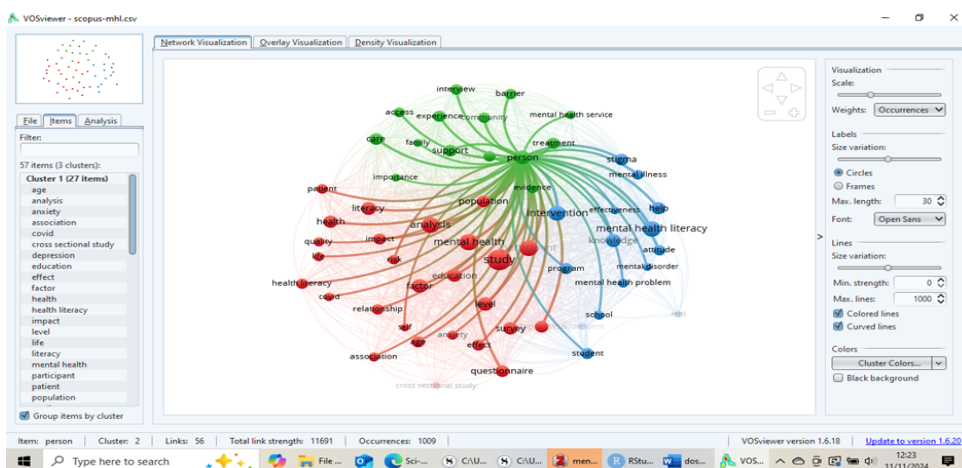 VOSviewer - scopus-mhl.csv
Network Visualization Overlay Visualization Density Visualization
File Items Analysis
Filter:
57 items (3 clusters):
Cluster 1 (27 items)
age
analysis
anxiety
association
covid
cross sectional study
depression
education
effect
factor
health
health literacy
impact
level
life
literacy
mental health
participant
patient
population
Group items by cluster
interview
barrier
access
experience
community
mental health service
care
family
support
treatment
person
stigma
mental illness
importance
evidence
patient
population
literacy
intervention
effectiveness
help
health
analysis
mental health literacy
quality
impact
mental health
knowledge
attitude
life
risk
study
program
mental disorder
education
mental health problem
health literacy
factor
covid
level
relationship
school
mhl
self
anxiety
survey
age
effect
association
student
questionnaire
cross sectional study
Visualization
Scale:
Weights: Occurrences
Labels
Size variation:
Circles
Frames
Max. length: 30
Font: Open Sans
Lines
Size variation:
Min. strength: 0
Max. lines: 1000
Colored lines
Curved lines
Colors
Cluster Colors...
Black background
Item: person Cluster: 2 Links: 56 Total link strength: 11691 Occurrences: 1009 VOSviewer version 1.6.18 Update to version 1.6.20
Type here to search File ... Sci-... C:\U... C:\U... men... RStu... dos... VOS... 12:23
11/11/2024